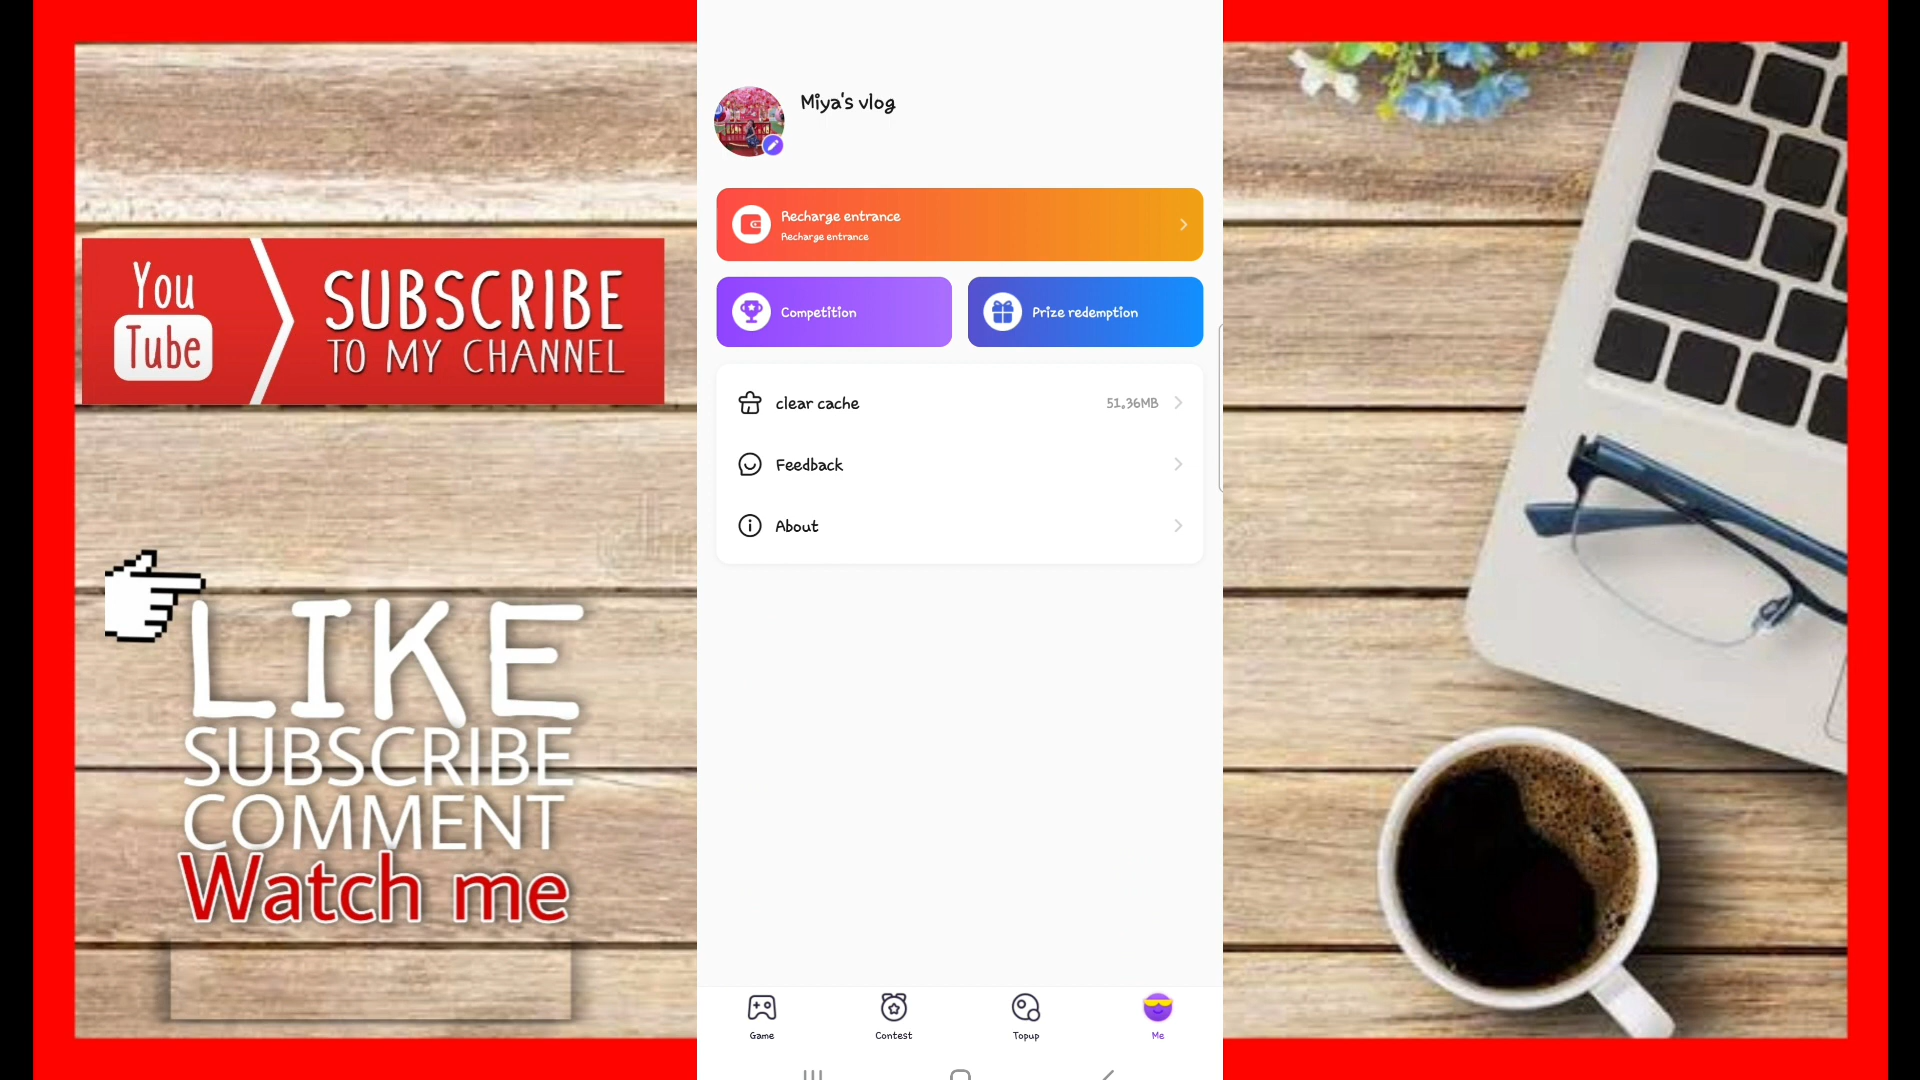 You
Tube
SUBSCRIBE
TO MY CHANNEL
LIKE
SUBSCRIBE
COMMENT
Watch me
Miya's vlog
Recharge entrance
Recharge entrance
Competition
Prize redemption
clear cache 51.36MB
Feedback
About
Game Contest Topup Me